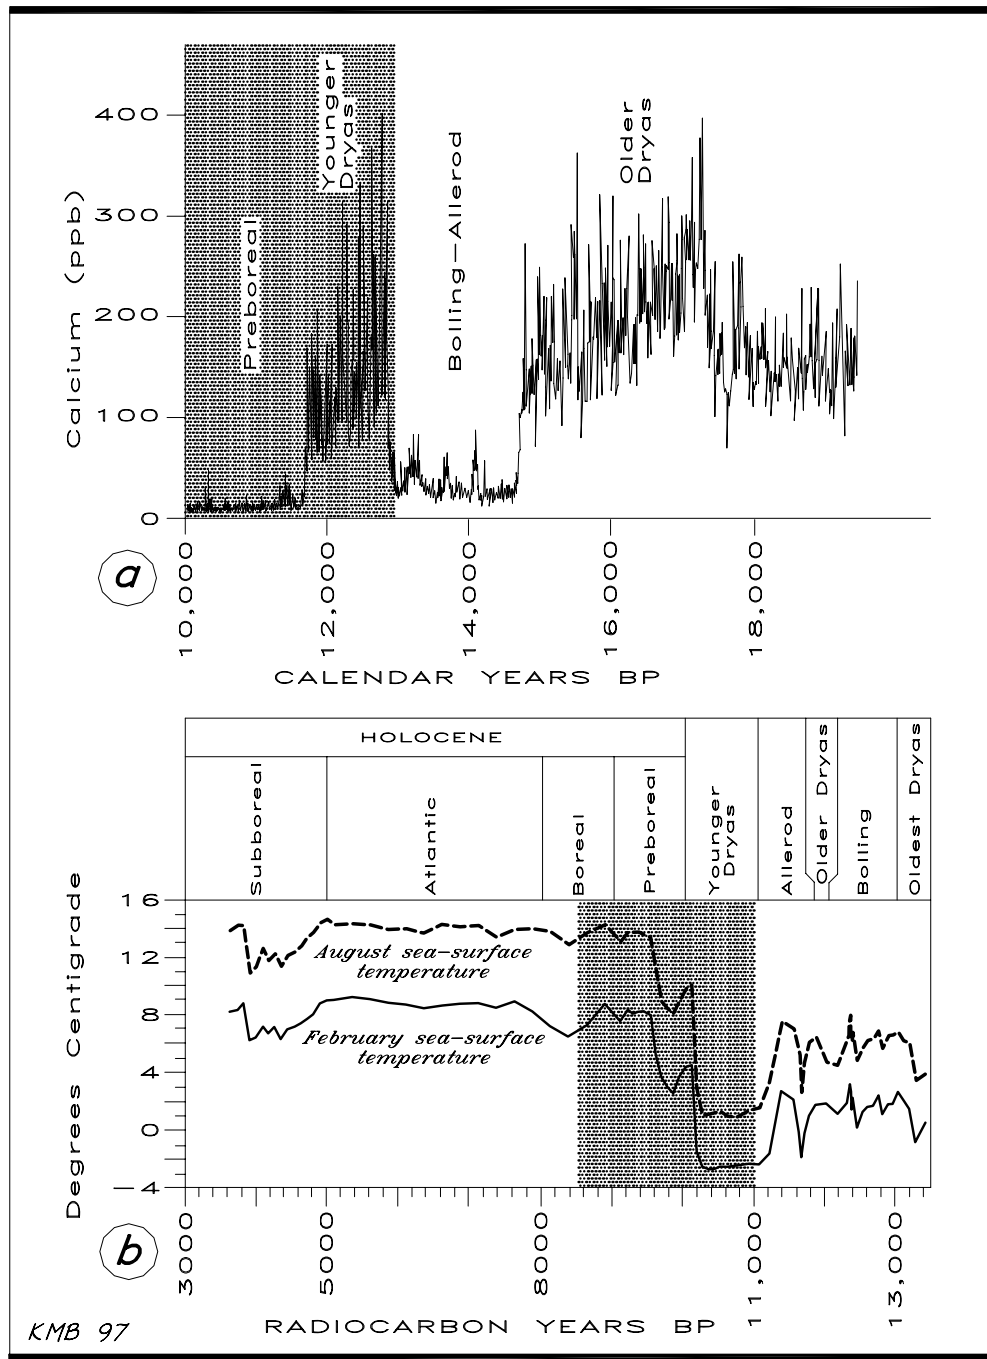 400
300
200
100
0
Calcium (ppb)
Preboreal
Younger
Dryas
Bolling-Allerod
Older
Dryas
a
10,000
12,000
14,000
16,000
18,000
CALENDAR YEARS BP
HOLOCENE
Subboreal
Atlantic
Boreal
Preboreal
Younger
Dryas
Allerod
Older Dryas
Bolling
Oldest Dryas
16
12
8
4
0
-4
Degrees Centigrade
August sea-surface
temperature
February sea-surface
temperature
b
3000
5000
8000
11,000
13,000
RADIOCARBON YEARS BP
KMB 97